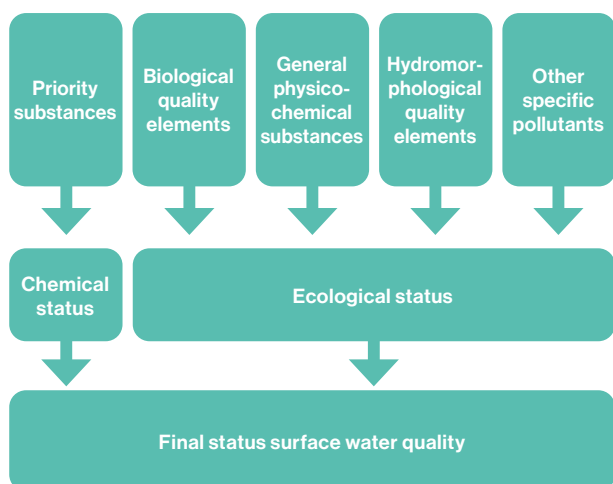 Priority
substances
Biological
quality
elements
General
physico-
chemical
substances
Hydromor-
phological
quality
elements
Other
specific
pollutants
Chemical
status
Ecological status
Final status surface water quality